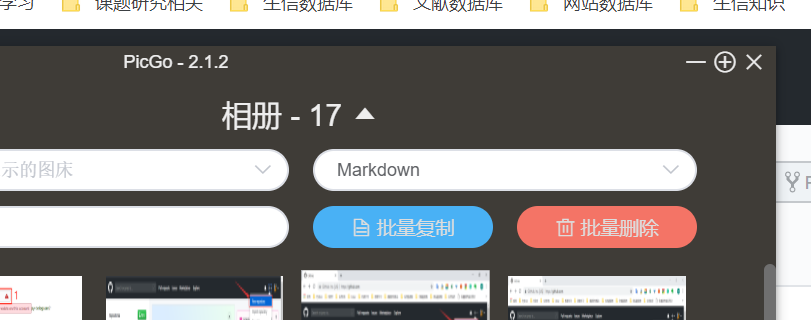 学习 课题研究相关 生信数据库 文献数据库 网站数据库 生信知识
PicGo - 2.1.2
相册 - 17
示的图床 Markdown
批量复制 批量删除
1